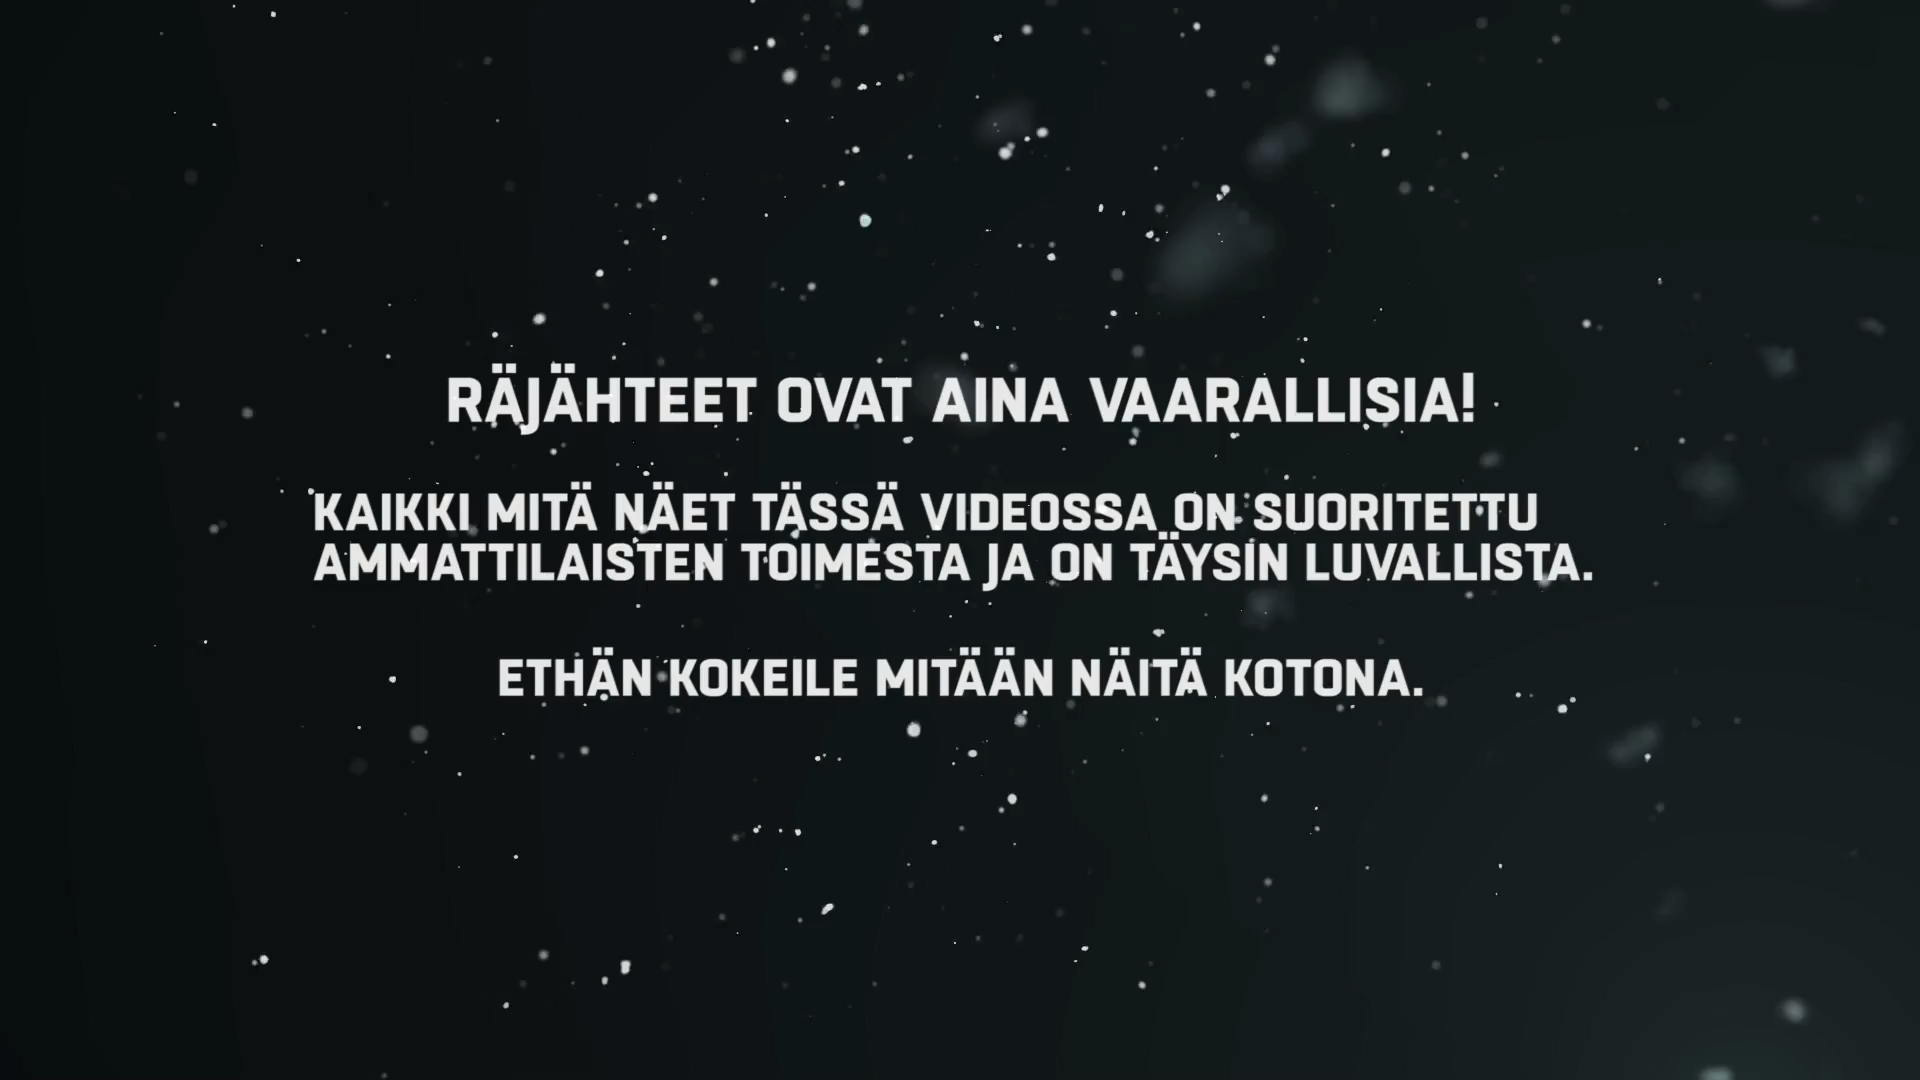 RÄJÄHTEET OVAT AINA VAARALLISIA!
KAIKKI MITÄ NÄET TÄSSÄ VIDEOSSA ON SUORITETTU
AMMATTILAISTEN TOIMESTA JA ON TÄYSIN LUVALLISTA.
ETHÄN KOKEILE MITÄÄN NÄITÄ KOTONA.